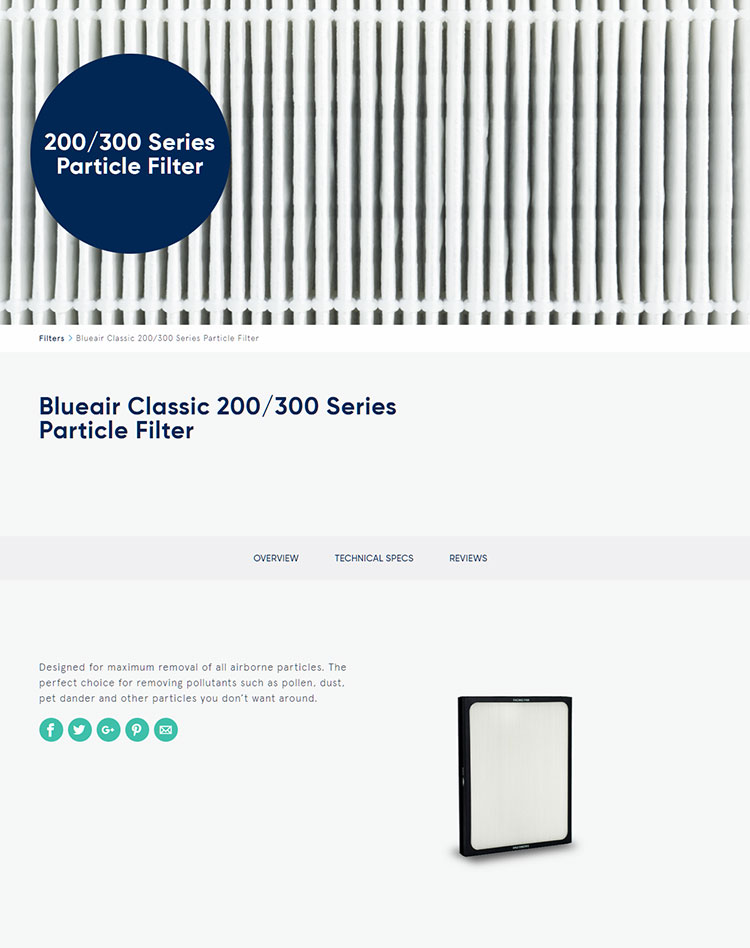 200/300 Series
Particle Filter
Filters > Blueair Classic 200/300 Series Particle Filter
Blueair Classic 200/300 Series
Particle Filter
OVERVIEW TECHNICAL SPECS REVIEWS
Designed for maximum removal of all airborne particles. The
perfect choice for removing pollutants such as pollen, dust,
pet dander and other particles you don’t want around.